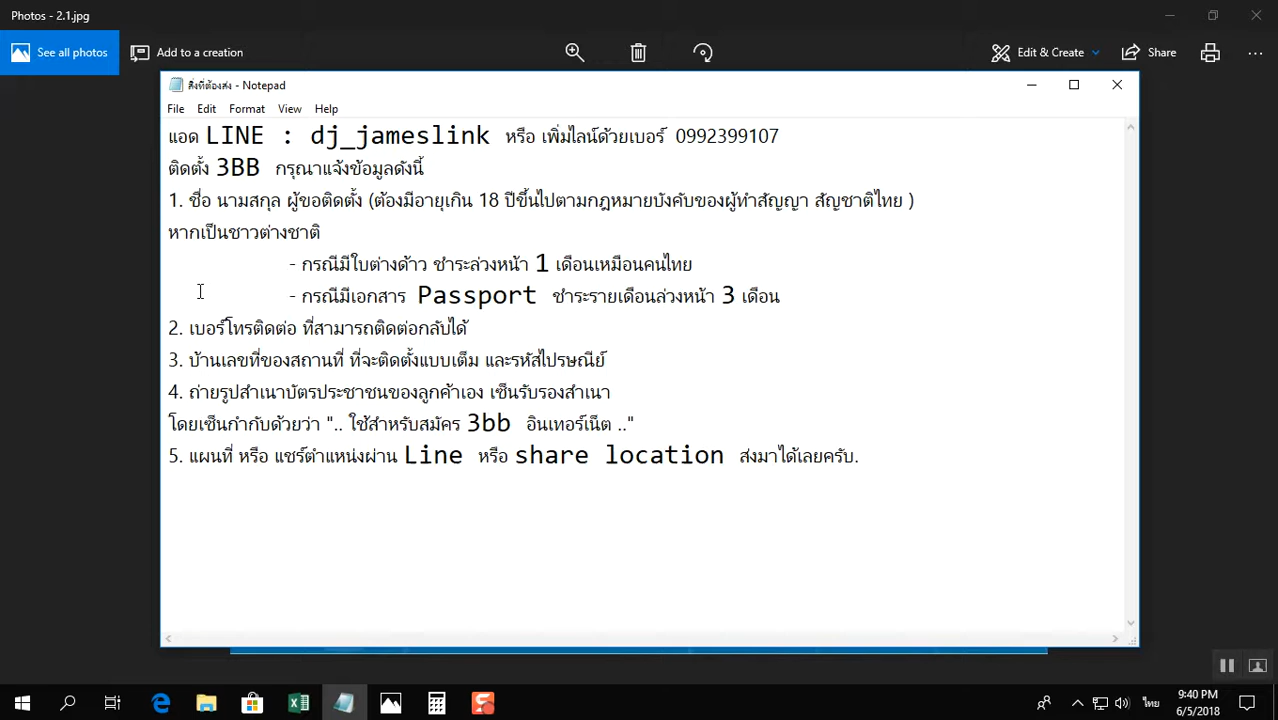 Photos - 2.1.jpg
See all photos
Add to a creation
Edit & Create
Share
สิ่งที่ต้องส่ง - Notepad
File Edit Format View Help
แอด LINE : dj_jameslink หรือ เพิ่มไลน์ด้วยเบอร์ 0992399107
ติดตั้ง 3BB กรุณาแจ้งข้อมูลดังนี้
1. ชื่อ นามสกุล ผู้ขอติดตั้ง (ต้องมีอายุเกิน 18 ปีขึ้นไปตามกฎหมายบังคับของผู้ทำสัญญา สัญชาติไทย )
หากเป็นชาวต่างชาติ
- กรณีมีใบต่างด้าว ชำระล่วงหน้า 1 เดือนเหมือนคนไทย
- กรณีมีเอกสาร Passport ชำระรายเดือนล่วงหน้า 3 เดือน
2. เบอร์โทรติดต่อ ที่สามารถติดต่อกลับได้
3. บ้านเลขที่ของสถานที่ ที่จะติดตั้งแบบเต็ม และรหัสไปรษณีย์
4. ถ่ายรูปสำเนาบัตรประชาชนของลูกค้าเอง เซ็นรับรองสำเนา
โดยเซ็นกำกับด้วยว่า ".. ใช้สำหรับสมัคร 3bb อินเทอร์เน็ต .."
5. แผนที่ หรือ แชร์ตำแหน่งผ่าน Line หรือ share location ส่งมาได้เลยครับ.
ไทย
9:40 PM
6/5/2018